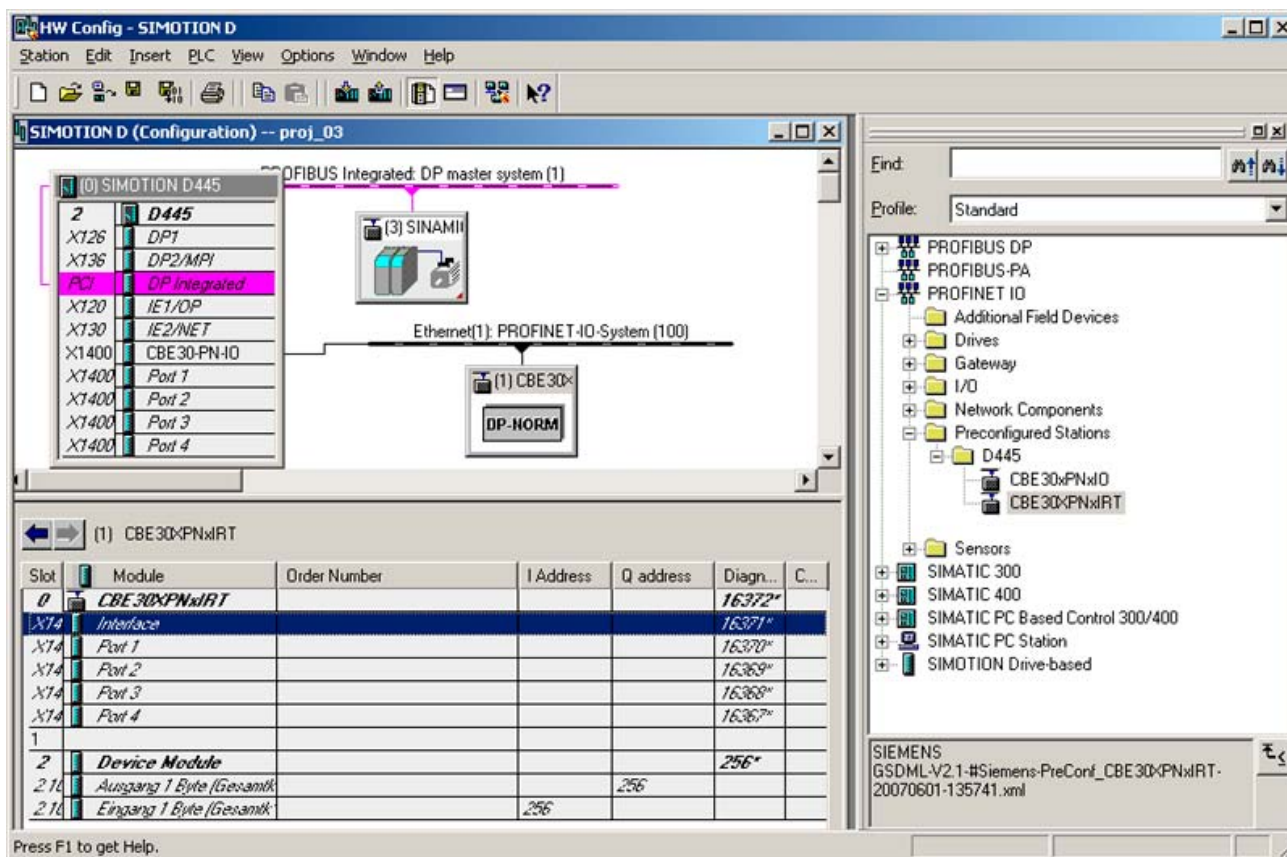 HW Config - SIMOTION D
Station Edit Insert PLC View Options Window Help
SIMOTION D (Configuration) -- proj_03
PROFIBUS Integrated: DP master system (1)
(0) SIMOTION D445
2 D445
X126 DP1
X136 DP2/MPI
PCI DP Integrated
X120 IE1/OP
X130 IE2/NET
X1400 CBE30-PN-IO
X1400 Port 1
X1400 Port 2
X1400 Port 3
X1400 Port 4
(3) SINAMI
Ethernet(1): PROFINET-IO-System (100)
(1) CBE30X
DP-NORM
(1) CBE30XPNxIRT
Slot Module Order Number I Address Q address Diagn... C...
0 CBE30XPNxIRT 16372*
X14 Interface 16371*
X14 Port 1 16370*
X14 Port 2 16369*
X14 Port 3 16368*
X14 Port 4 16367*
1
2 Device Module 256*
2.10 Ausgang 1 Byte (Gesamtk 256
2.10 Eingang 1 Byte (Gesamtk 256
Press F1 to get Help.
Find:
Profile: Standard
PROFIBUS DP
PROFIBUS-PA
PROFINET IO
Additional Field Devices
Drives
Gateway
I/O
Network Components
Preconfigured Stations
D445
CBE30xPNxIO
CBE30XPNxIRT
Sensors
SIMATIC 300
SIMATIC 400
SIMATIC PC Based Control 300/400
SIMATIC PC Station
SIMOTION Drive-based
SIEMENS
GSDML-V2.1-#Siemens-PreConf_CBE30XPNxIRT-
20070601-135741.xml